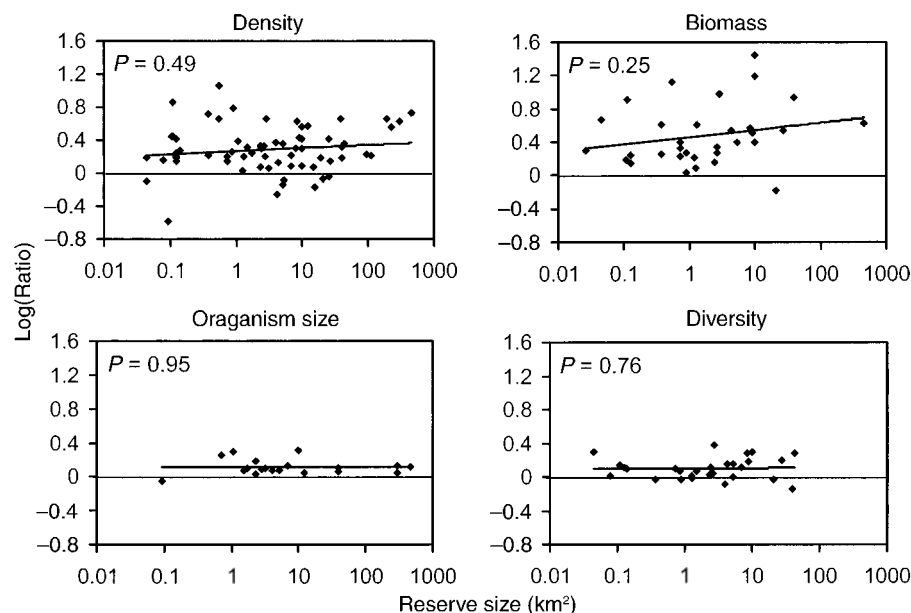 Density
Biomass
1.6
1.2
0.8
0.4
0
–0.4
–0.8
P = 0.49
0.01 0.1 1 10 100 1000
1.6
1.2
0.8
0.4
0
–0.4
–0.8
P = 0.25
0.01 0.1 1 10 100 1000
Log(Ratio)
Oraganism size
Diversity
1.6
1.2
0.8
0.4
0
–0.4
–0.8
P = 0.95
0.01 0.1 1 10 100 1000
1.6
1.2
0.8
0.4
0
–0.4
–0.8
P = 0.76
0.01 0.1 1 10 100 1000
Reserve size (km²)